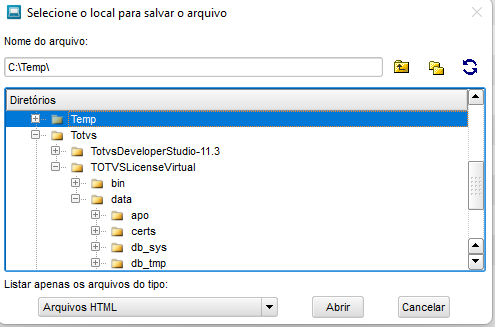 Selecione o local para salvar o arquivo
Nome do arquivo:
C:\Temp\
Diretórios
Temp
Totvs
TotvsDeveloperStudio-11.3
TOTVSLicenseVirtual
bin
data
apo
certs
db_sys
db_tmp
Listar apenas os arquivos do tipo:
Arquivos HTML
Abrir
Cancelar